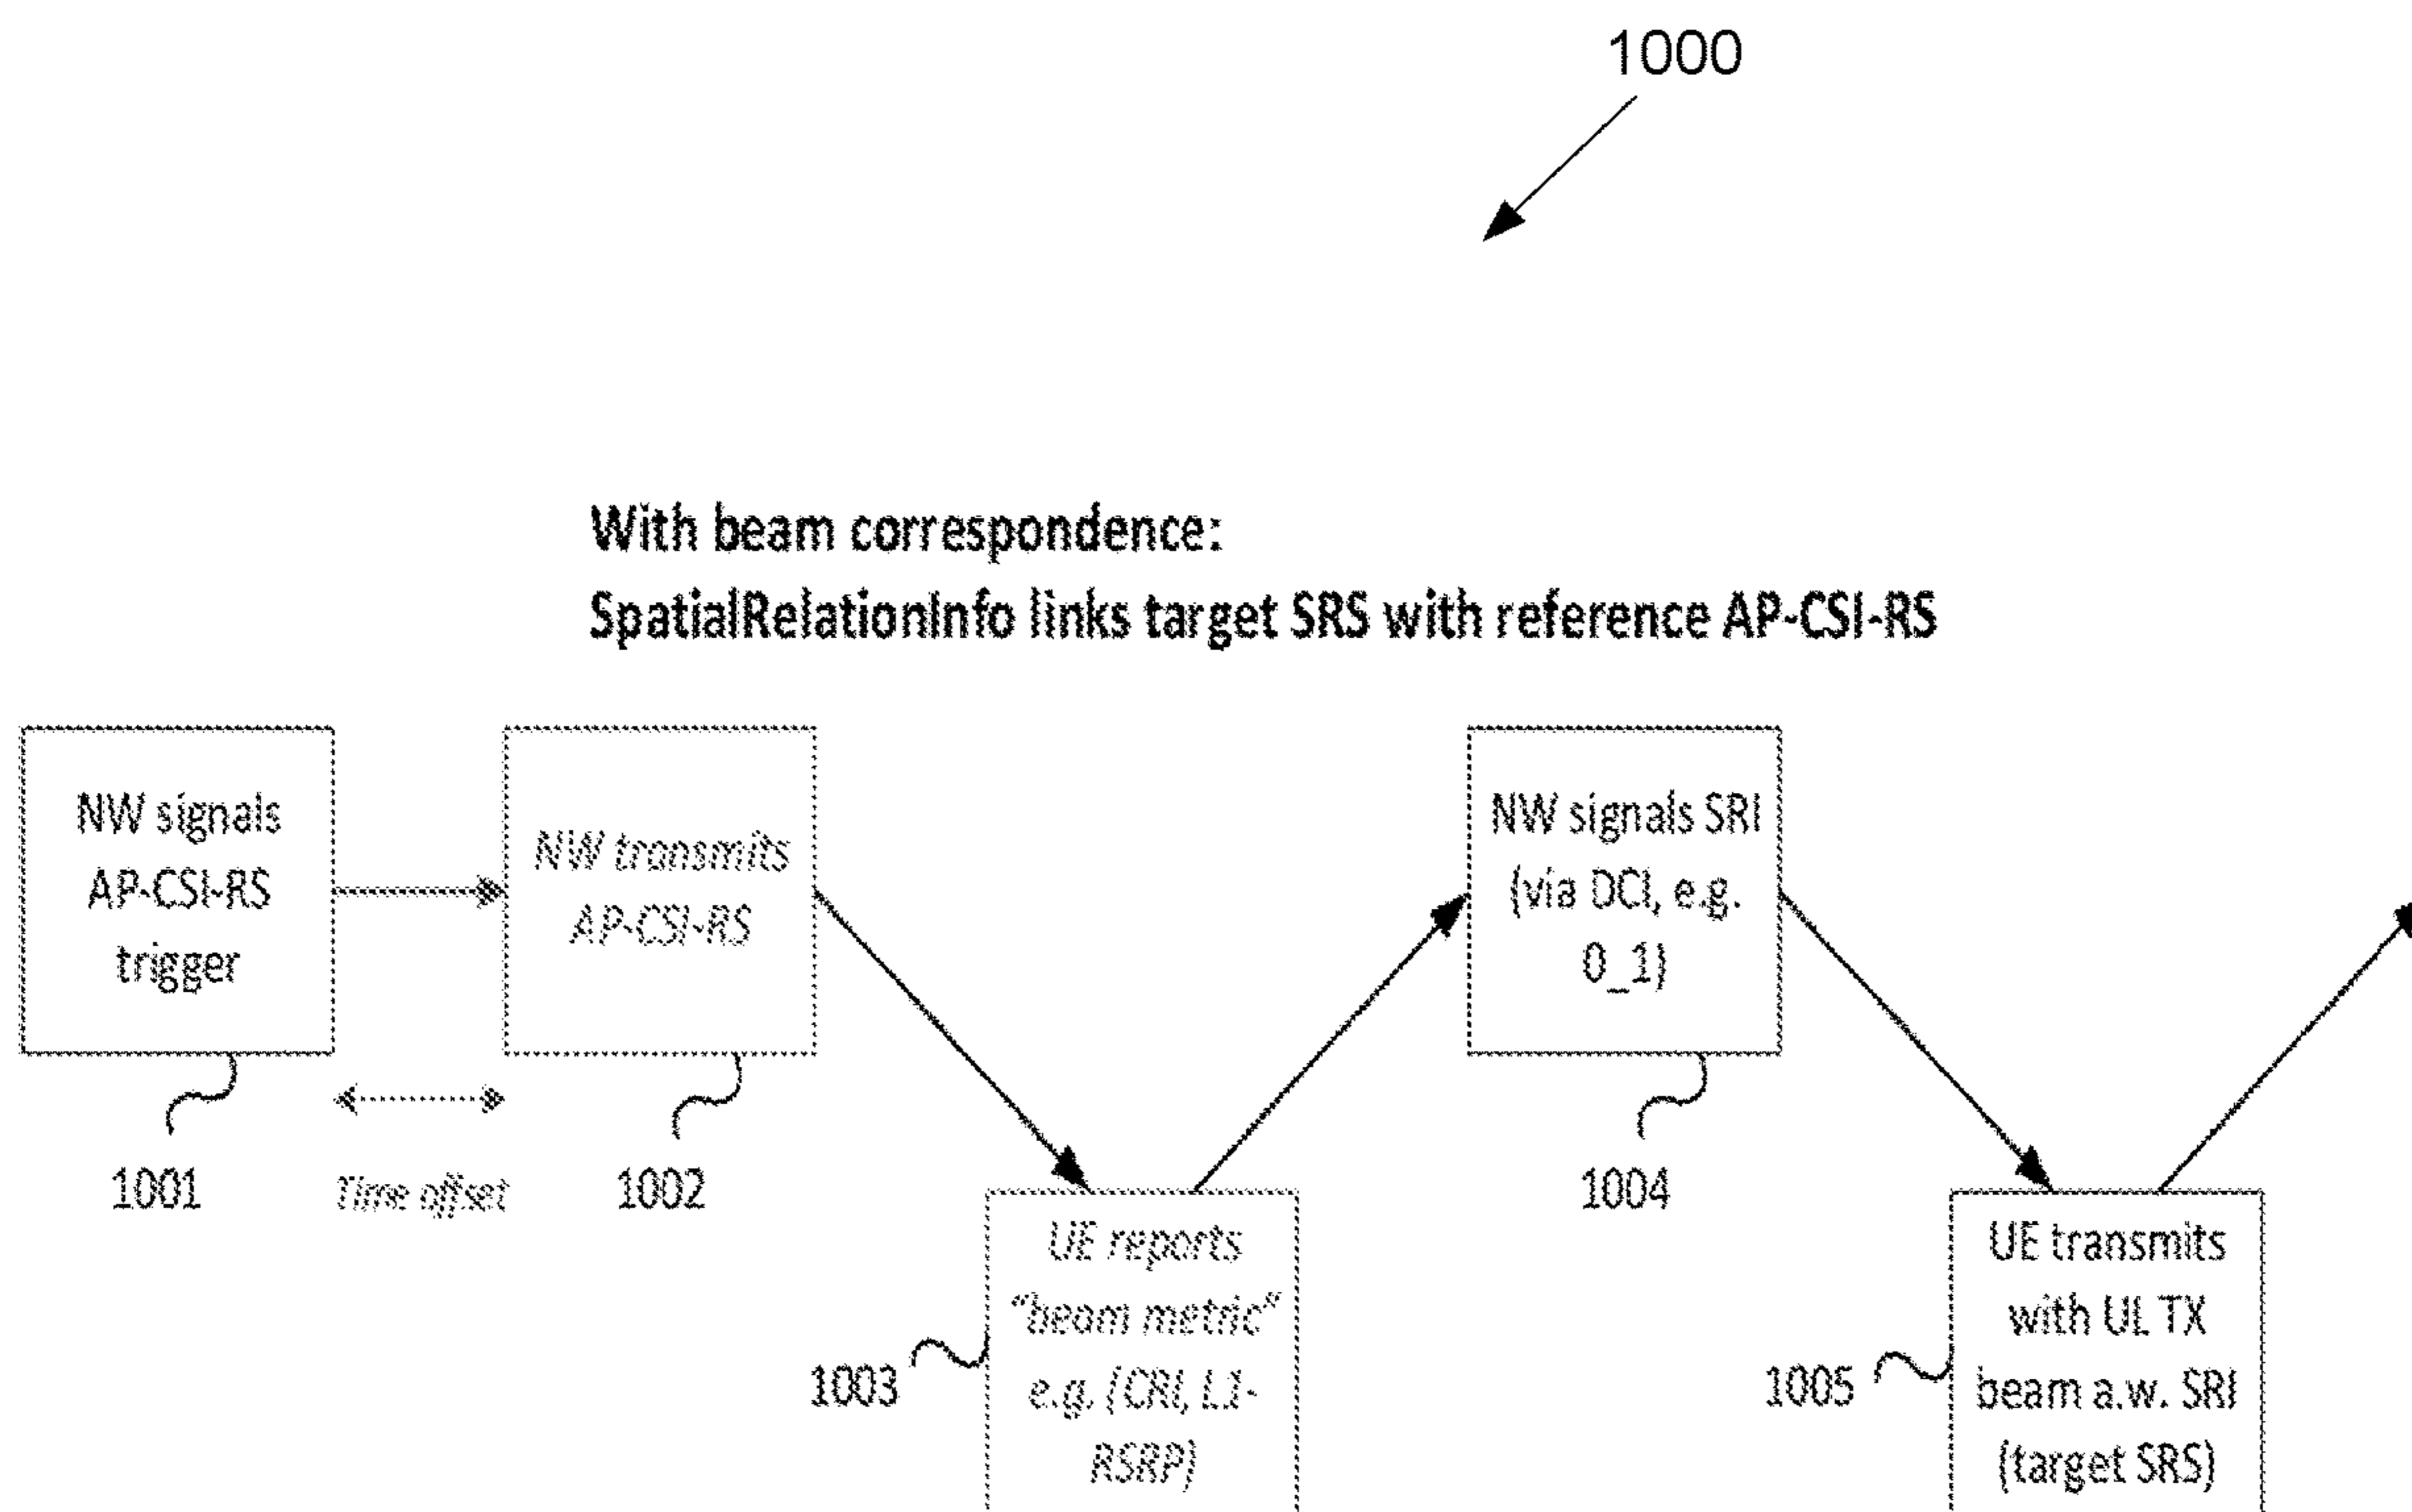 1000
With beam correspondence:
SpatialRelationInfo links target SRS with reference AP-CSI-RS
NW signals
AP-CSI-RS
trigger
1001
Time offset
NW transmits
AP-CSI-RS
1002
UE reports
“beam metric”
e.g. (CRI, L1-
RSRP)
1003
NW signals SRI
(via DCI, e.g.
0_1)
1004
UE transmits
with UL TX
beam a.w. SRI
(target SRS)
1005